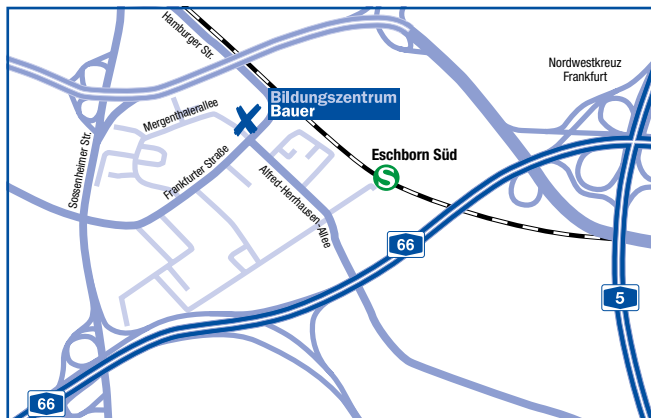 Hamburger Str.
Nordwestkreuz
Frankfurt
Bildungszentrum
Bauer
Mergenthalerallee
Sossenheimer Str.
Frankfurter Straße
Eschborn Süd
S
Alfred-Herrhausen-Allee
66
5
66